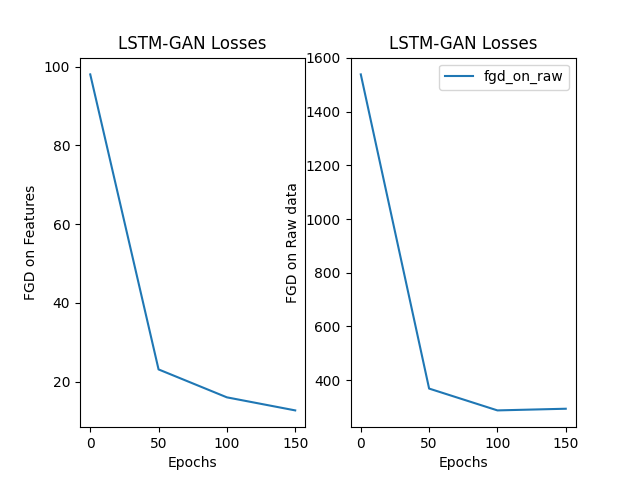 LSTM-GAN Losses
FGD on Features
100
80
60
40
20
0 50 100 150
Epochs
LSTM-GAN Losses
fgd_on_raw
FGD on Raw data
1600
1400
1200
1000
800
600
400
0 50 100 150
Epochs